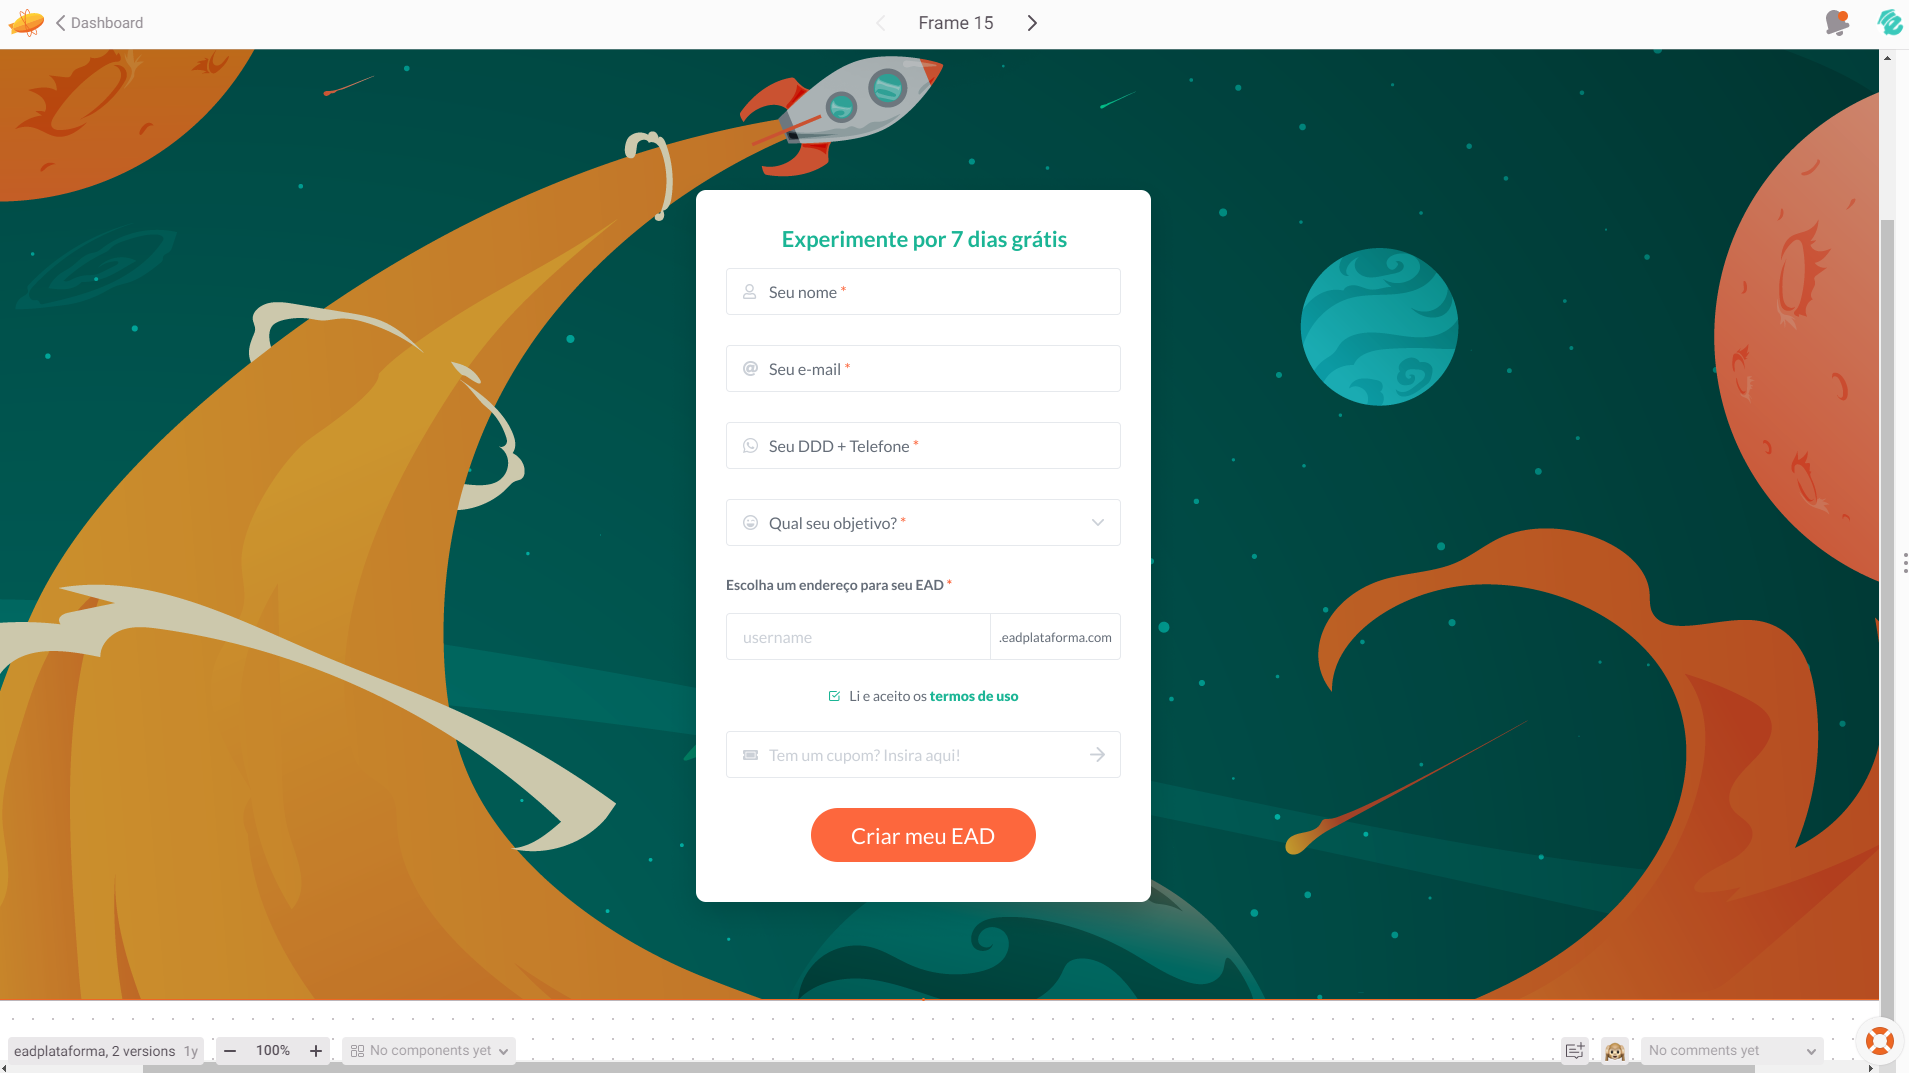 Dashboard
Frame 15
Experimente por 7 dias grátis
Seu nome *
Seu e-mail *
Seu DDD + Telefone *
Qual seu objetivo? *
Escolha um endereço para seu EAD *
username
.eadplataforma.com
Li e aceito os termos de uso
Tem um cupom? Insira aqui!
Criar meu EAD
eadplataforma, 2 versions 1y
100%
No components yet
No comments yet